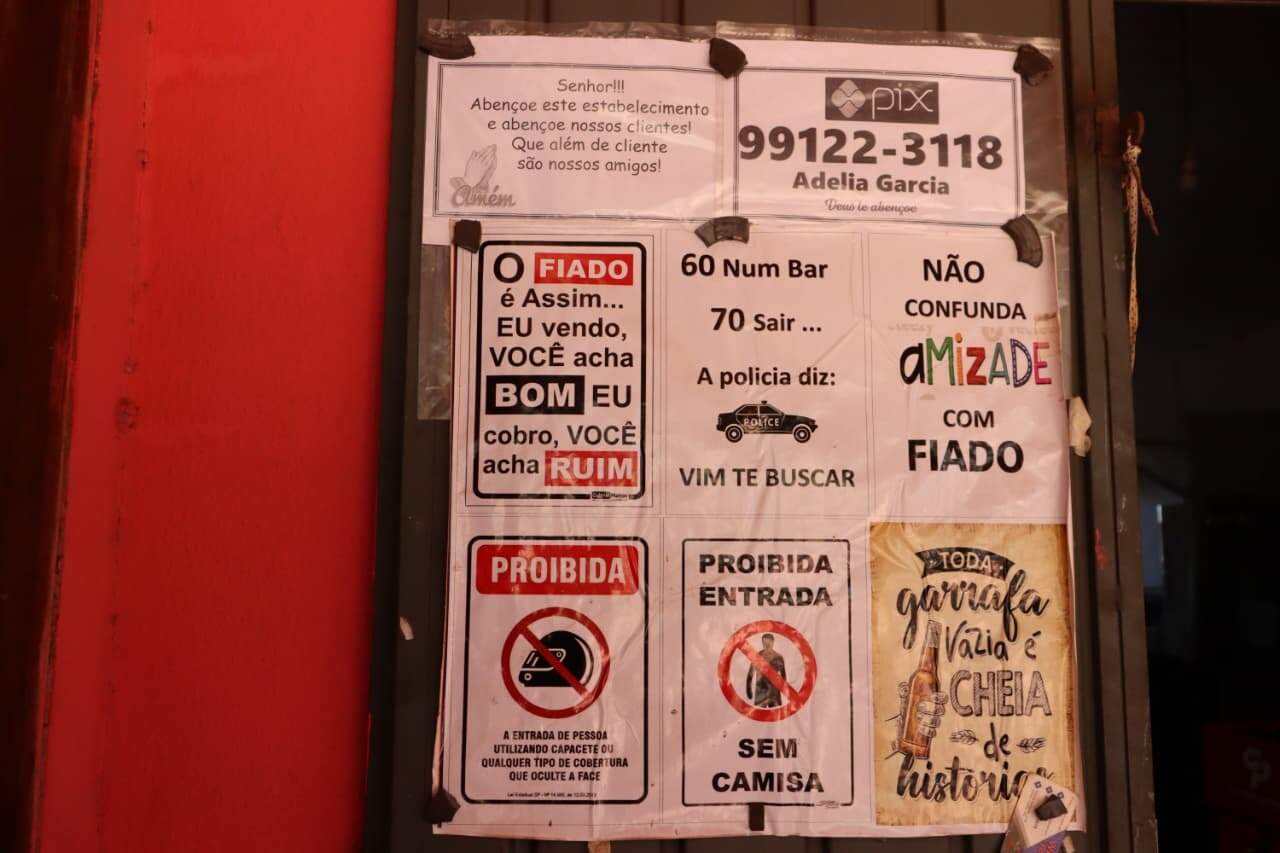 Senhor!!!
Abençoe este estabelecimento
e abençoe nossos clientes!
Que além de cliente
são nossos amigos!
Amém
pix
99122-3118
Adelia Garcia
Deus te abençoe
O FIADO
é Assim...
EU vendo,
VOCÊ acha
BOM EU
cobro, VOCÊ
acha RUIM
60 Num Bar
70 Sair ...
A policia diz:
POLICE
VIM TE BUSCAR
NÃO
CONFUNDA
aMizADE
COM
FIADO
PROIBIDA
A ENTRADA DE PESSOA
UTILIZANDO CAPACETE OU
QUALQUER TIPO DE COBERTURA
QUE OCULTE A FACE
PROIBIDA
ENTRADA
SEM
CAMISA
TODA
garrafa
Vazia é
CHEIA
de